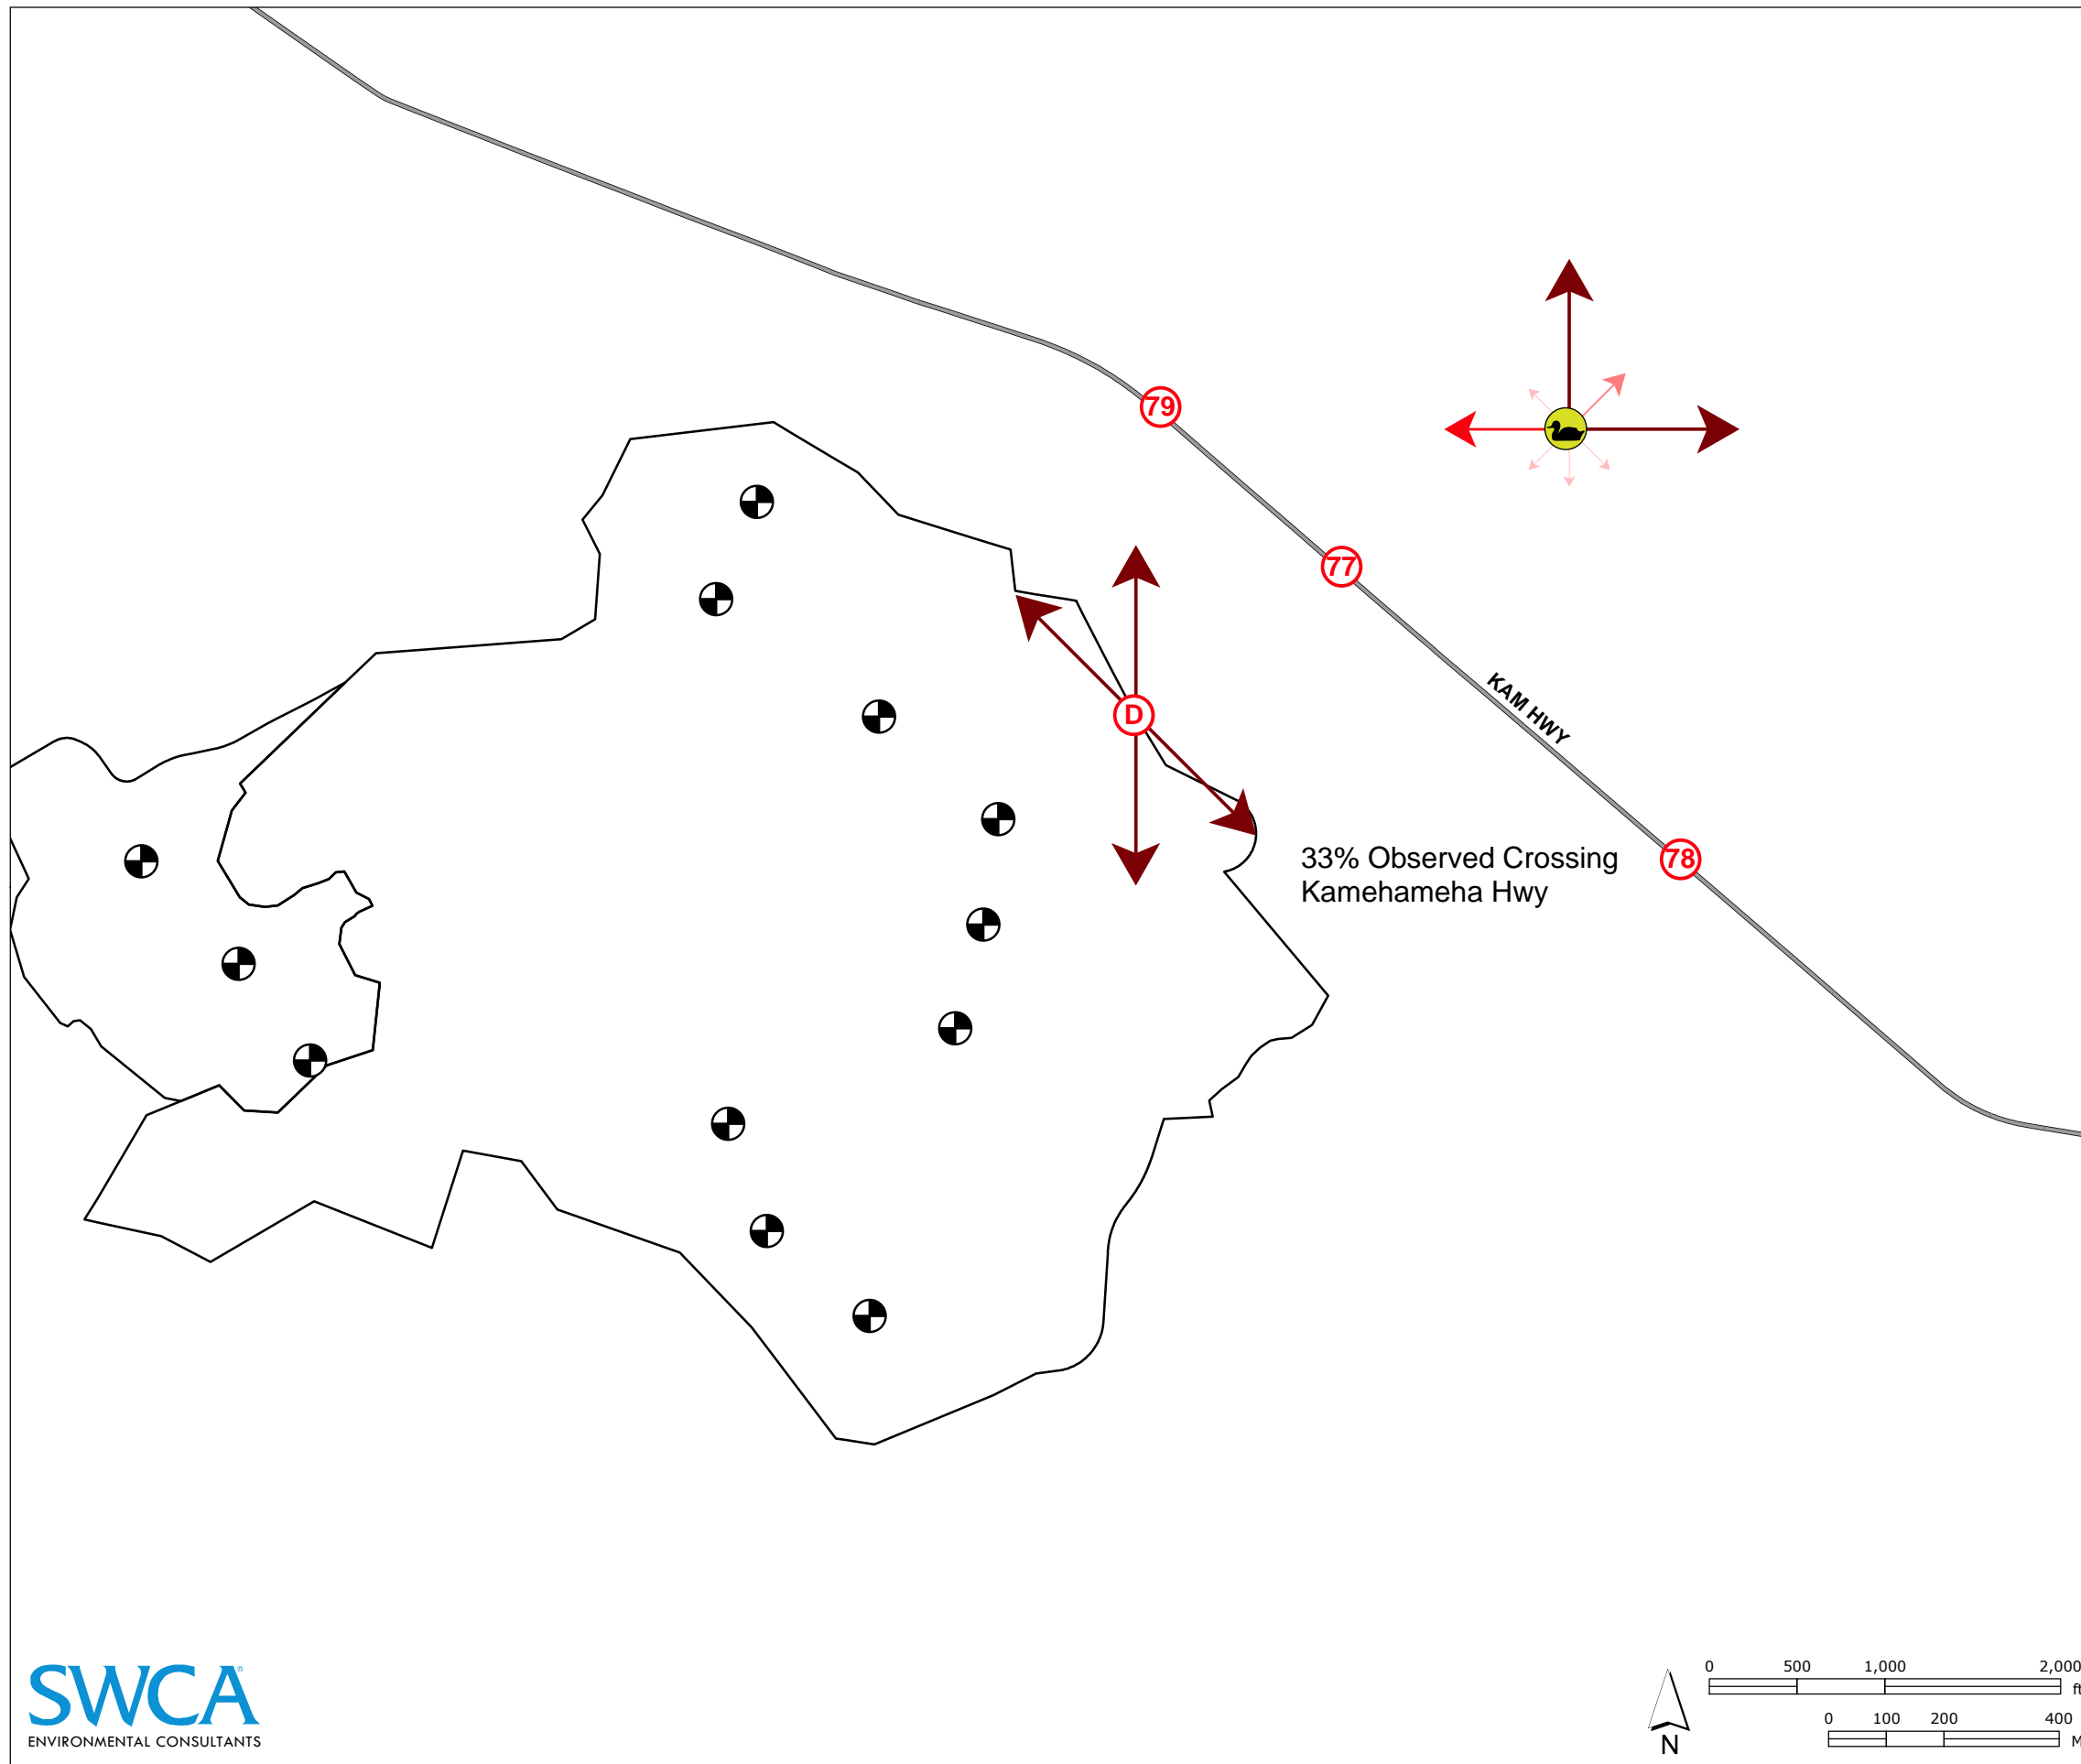 79
77
KAM HWY
D
33% Observed Crossing
Kamehameha Hwy
78
SWCA®
ENVIRONMENTAL CONSULTANTS
N
0 500 1,000 2,000
ft
0 100 200 400
M